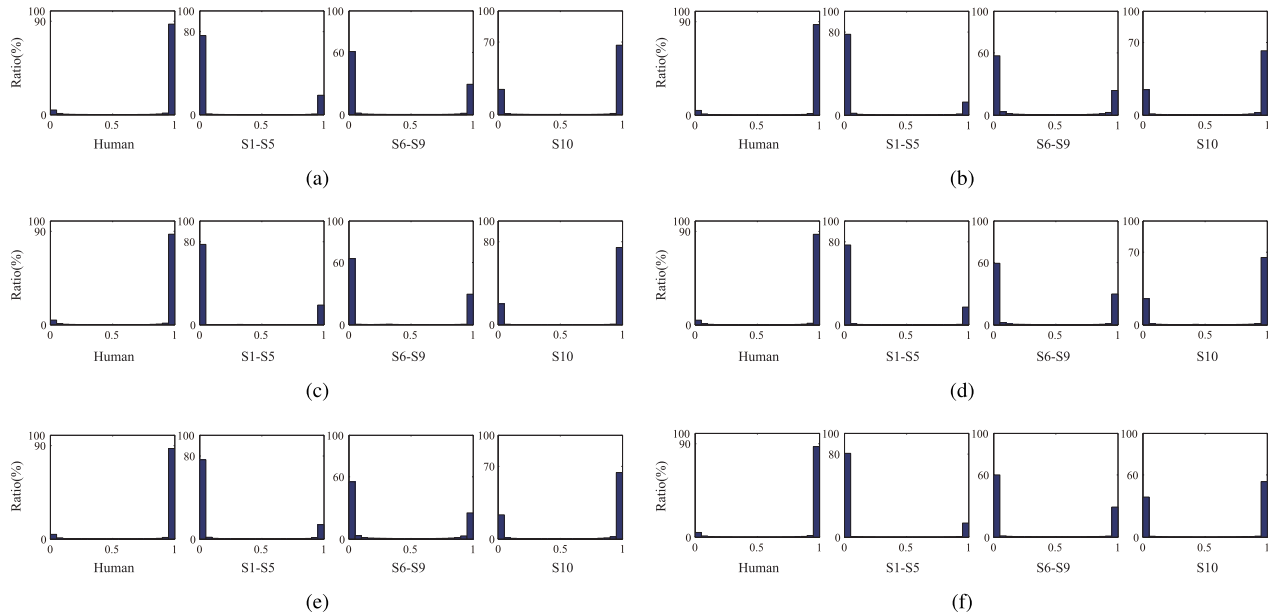 100 100 100 100 100 100 100 100
90 80 60 70 90 80 60 70
Ratio(%) Ratio(%)
0 0 0 0 0 0 0 0
0 0.5 1 0 0.5 1 0 0.5 1 0 0.5 1 0 0.5 1 0 0.5 1 0 0.5 1 0 0.5 1
Human S1-S5 S6-S9 S10 Human S1-S5 S6-S9 S10
(a) (b)
100 100 100 100 100 100 100 100
90 80 60 70 90 80 60 70
Ratio(%) Ratio(%)
0 0 0 0 0 0 0 0
0 0.5 1 0 0.5 1 0 0.5 1 0 0.5 1 0 0.5 1 0 0.5 1 0 0.5 1 0 0.5 1
Human S1-S5 S6-S9 S10 Human S1-S5 S6-S9 S10
(c) (d)
100 100 100 100 100 100 100 100
90 80 60 70 90 80 60 70
Ratio(%) Ratio(%)
0 0 0 0 0 0 0 0
0 0.5 1 0 0.5 1 0 0.5 1 0 0.5 1 0 0.5 1 0 0.5 1 0 0.5 1 0 0.5 1
Human S1-S5 S6-S9 S10 Human S1-S5 S6-S9 S10
(e) (f)